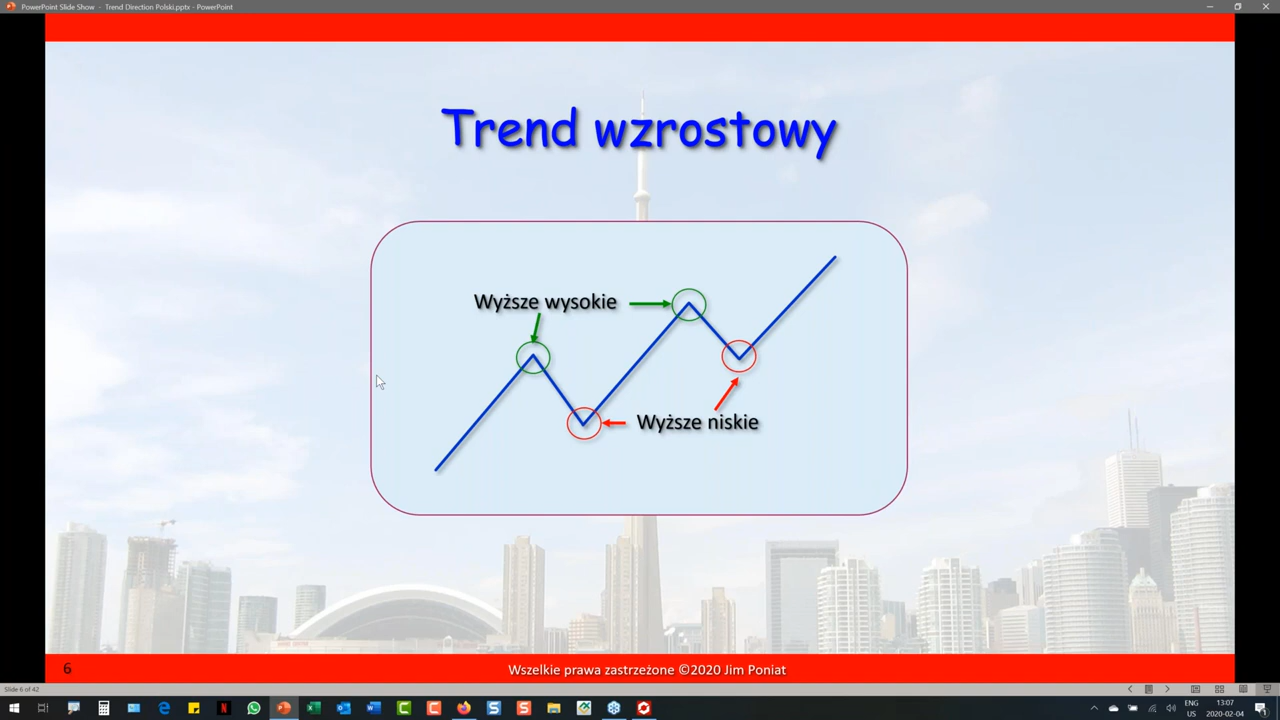 PowerPoint Slide Show - Trend Direction Polski.pptx - PowerPoint
Trend wzrostowy
Wyższe wysokie
Wyższe niskie
6
Wszelkie prawa zastrzeżone ©2020 Jim Poniat
Slide 6 of 42
ENG
US
13:07
2020-02-04
1